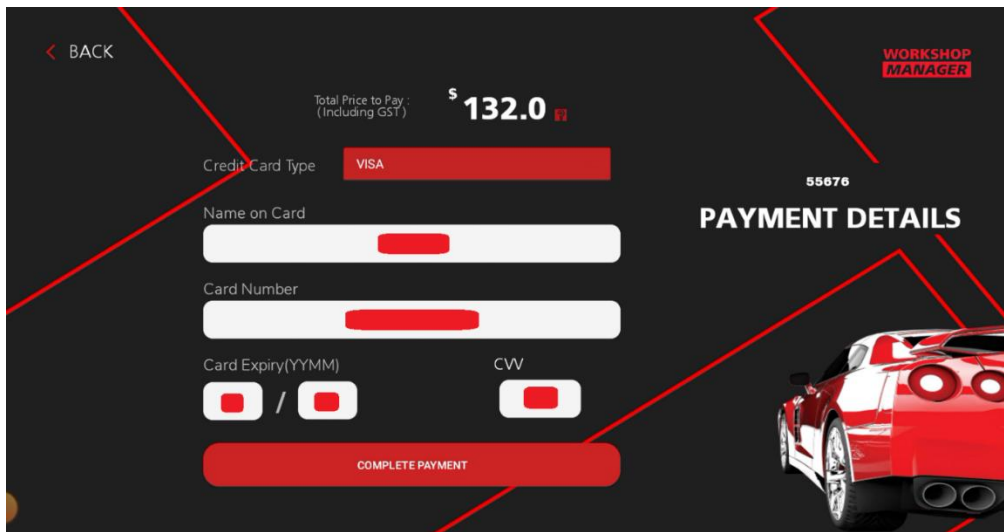 BACK
WORKSHOP
MANAGER
Total Price to Pay :
(Including GST)
$ 132.0
Credit Card Type
VISA
55676
PAYMENT DETAILS
Name on Card
Card Number
Card Expiry(YYMM)
CVV
/
COMPLETE PAYMENT